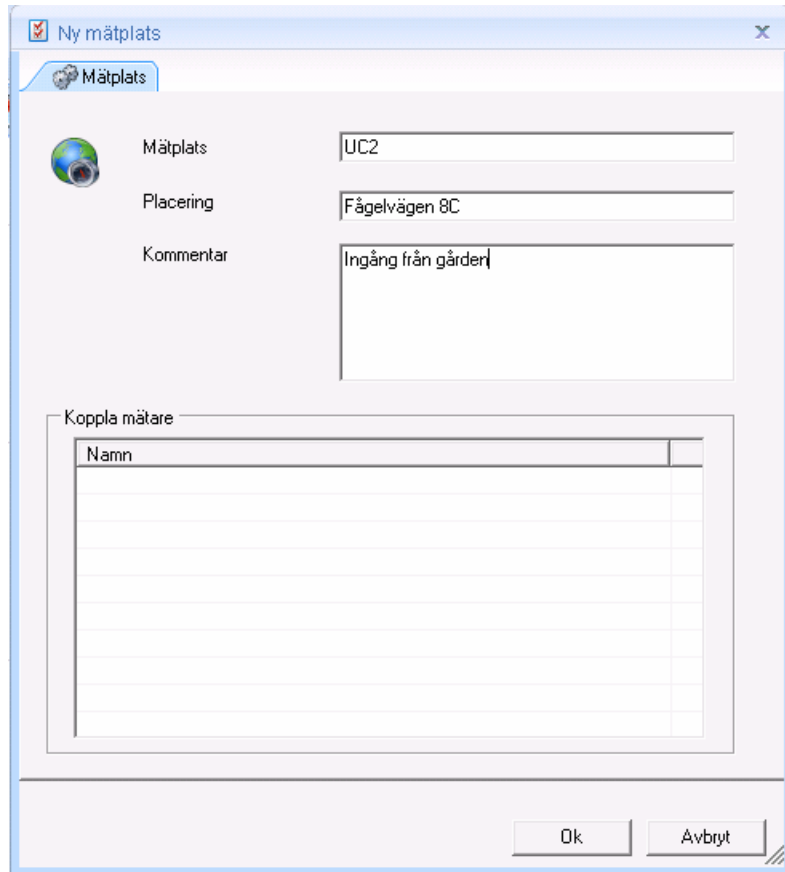 Ny mätplats
Mätplats
Mätplats UC2
Placering Fågelvägen 8C
Kommentar Ingång från gården
Koppla mätare
Namn
Ok Avbryt